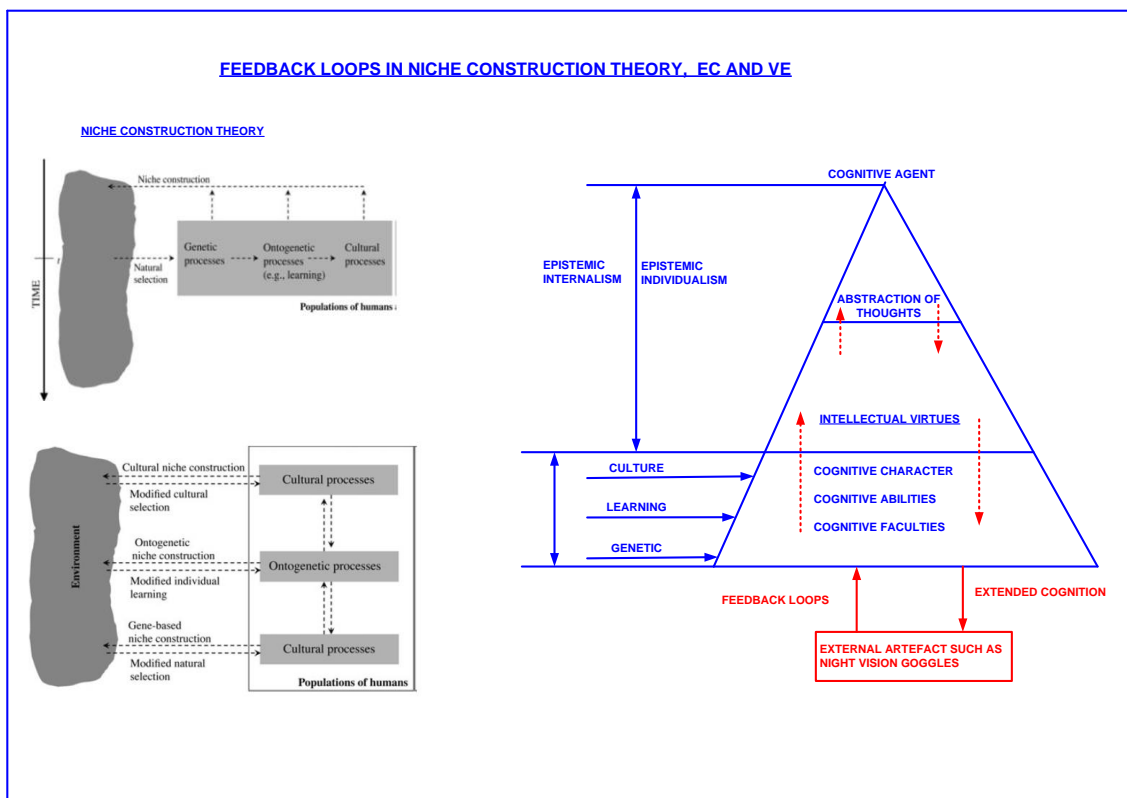 FEEDBACK LOOPS IN NICHE CONSTRUCTION THEORY, EC AND VE
NICHE CONSTRUCTION THEORY
Niche construction
TIME
t
Natural
selection
Genetic
processes
Ontogenetic
processes
(e.g., learning)
Cultural
processes
Populations of humans
Environment
Cultural niche construction
Modified cultural
selection
Cultural processes
Ontogenetic
niche construction
Modified individual
learning
Ontogenetic processes
Gene-based
niche construction
Modified natural
selection
Cultural processes
Populations of humans
COGNITIVE AGENT
EPISTEMIC
INTERNALISM
EPISTEMIC
INDIVIDUALISM
ABSTRACTION OF
THOUGHTS
INTELLECTUAL VIRTUES
CULTURE
LEARNING
GENETIC
COGNITIVE CHARACTER
COGNITIVE ABILITIES
COGNITIVE FACULTIES
FEEDBACK LOOPS
EXTENDED COGNITION
EXTERNAL ARTEFACT SUCH AS
NIGHT VISION GOGGLES